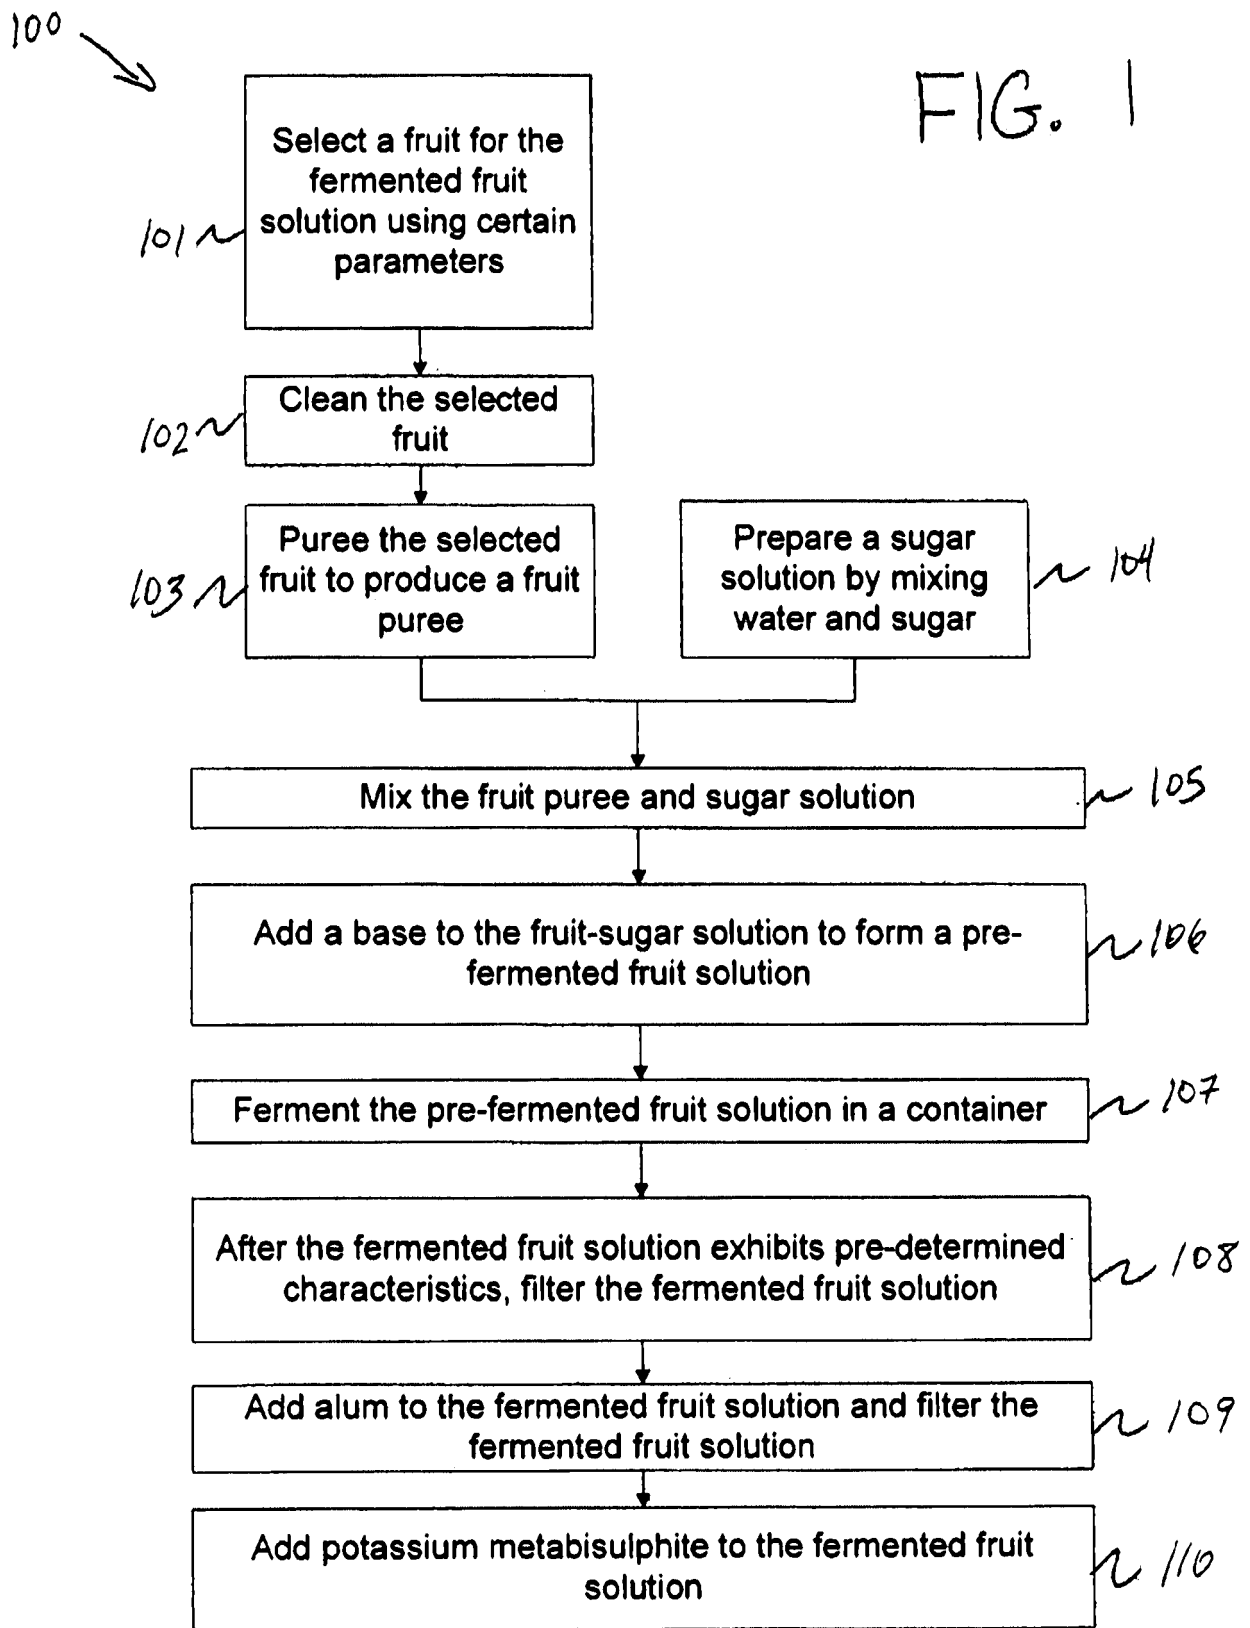 100
FIG. 1
Select a fruit for the
fermented fruit
solution using certain
parameters
101
Clean the selected
fruit
102
Puree the selected
fruit to produce a fruit
puree
103
Prepare a sugar
solution by mixing
water and sugar
104
Mix the fruit puree and sugar solution
105
Add a base to the fruit-sugar solution to form a pre-
fermented fruit solution
106
Ferment the pre-fermented fruit solution in a container
107
After the fermented fruit solution exhibits pre-determined
characteristics, filter the fermented fruit solution
108
Add alum to the fermented fruit solution and filter the
fermented fruit solution
109
Add potassium metabisulphite to the fermented fruit
solution
110